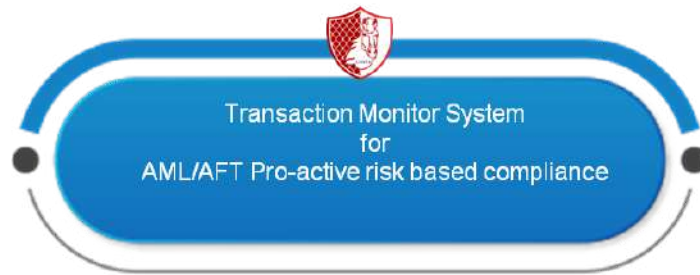 Transaction Monitor System
for
AML/AFT Pro-active risk based compliance